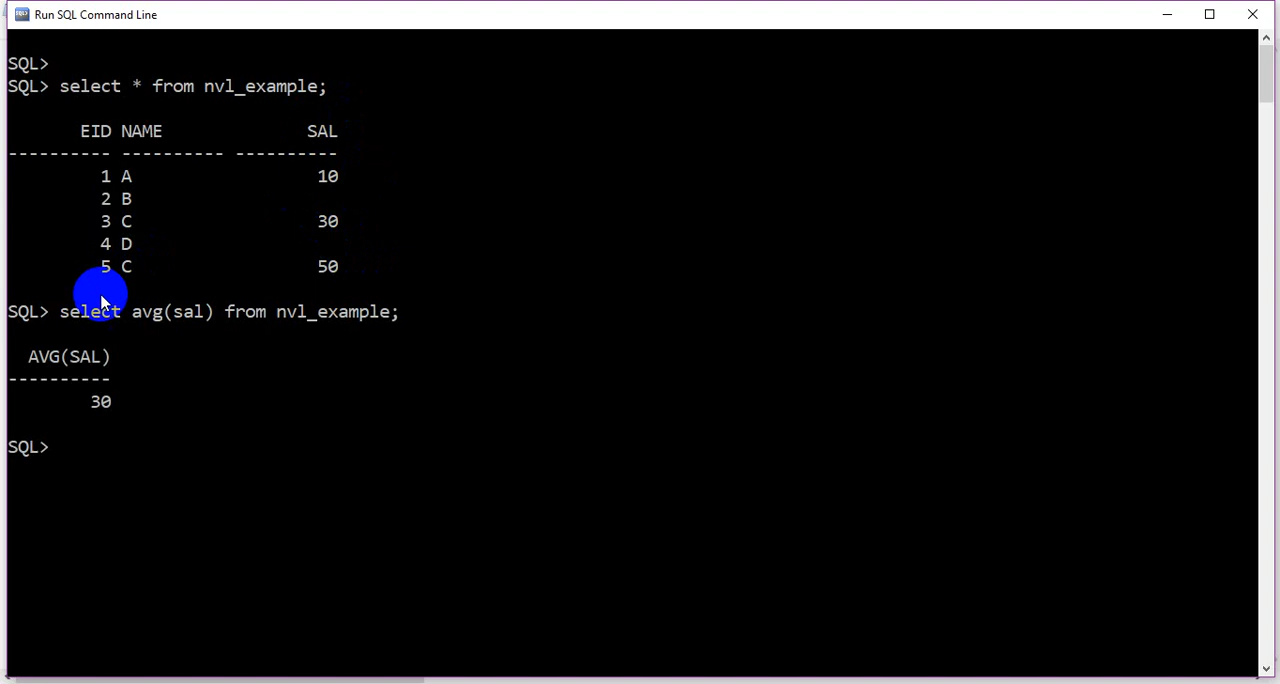 Run SQL Command Line
SQL>
SQL> select * from nvl_example;
EID NAME SAL
---------- ---------- ----------
1 A 10
2 B
3 C 30
4 D
5 C 50
SQL> select avg(sal) from nvl_example;
AVG(SAL)
----------
30
SQL>